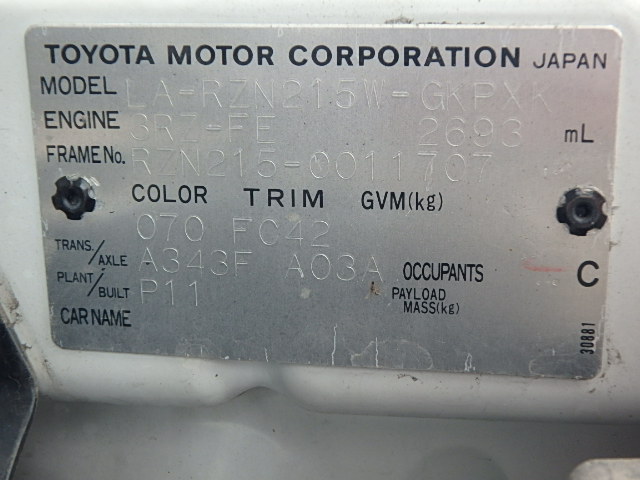 TOYOTA MOTOR CORPORATION JAPAN
MODEL LA-RZN215W-GKPXK
ENGINE 3RZ-FE 2693 mL
FRAME No. RZN215-0011707
COLOR TRIM GVM(kg)
070 FC42
TRANS./AXLE A343F A03A OCCUPANTS C
PLANT/BUILT P11 PAYLOAD MASS(kg)
CAR NAME
30881